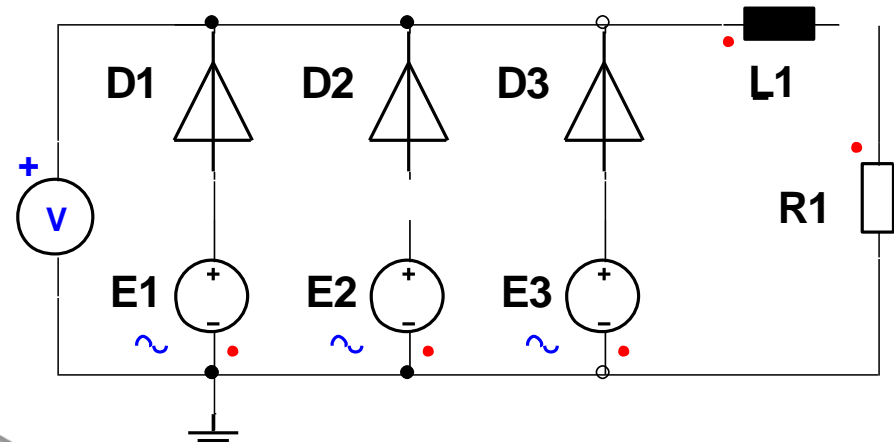 D1 D2 D3 L1
+
V
R1
+ + +
E1 E2 E3
− − −